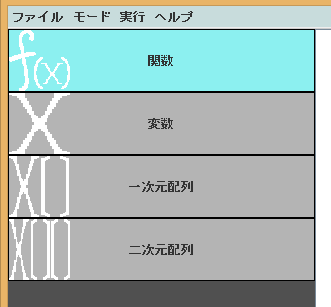 ファイル モード 実行 ヘルプ
f(x) 関数
X 変数
X[] 一次元配列
X[][] 二次元配列